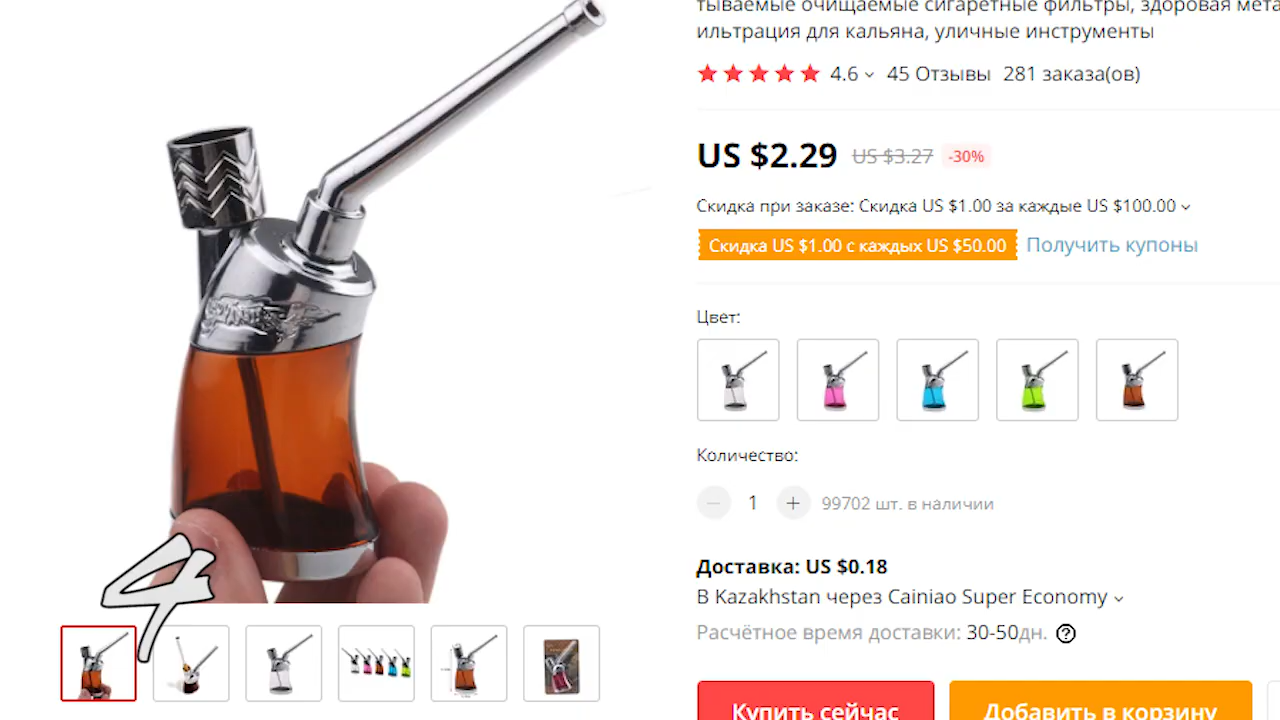 тываемые очищаемые сигаретные фильтры, здоровая мета
ильтрация для кальяна, уличные инструменты
4.6 45 Отзывы 281 заказа(ов)
US $2.29 US $3.27 -30%
Скидка при заказе: Скидка US $1.00 за каждые US $100.00
Скидка US $1.00 с каждых US $50.00 Получить купоны
Цвет:
Количество:
1 99702 шт. в наличии
Доставка: US $0.18
В Kazakhstan через Cainiao Super Economy
Расчётное время доставки: 30-50дн. ?
Купить сейчас Добавить в корзину
4